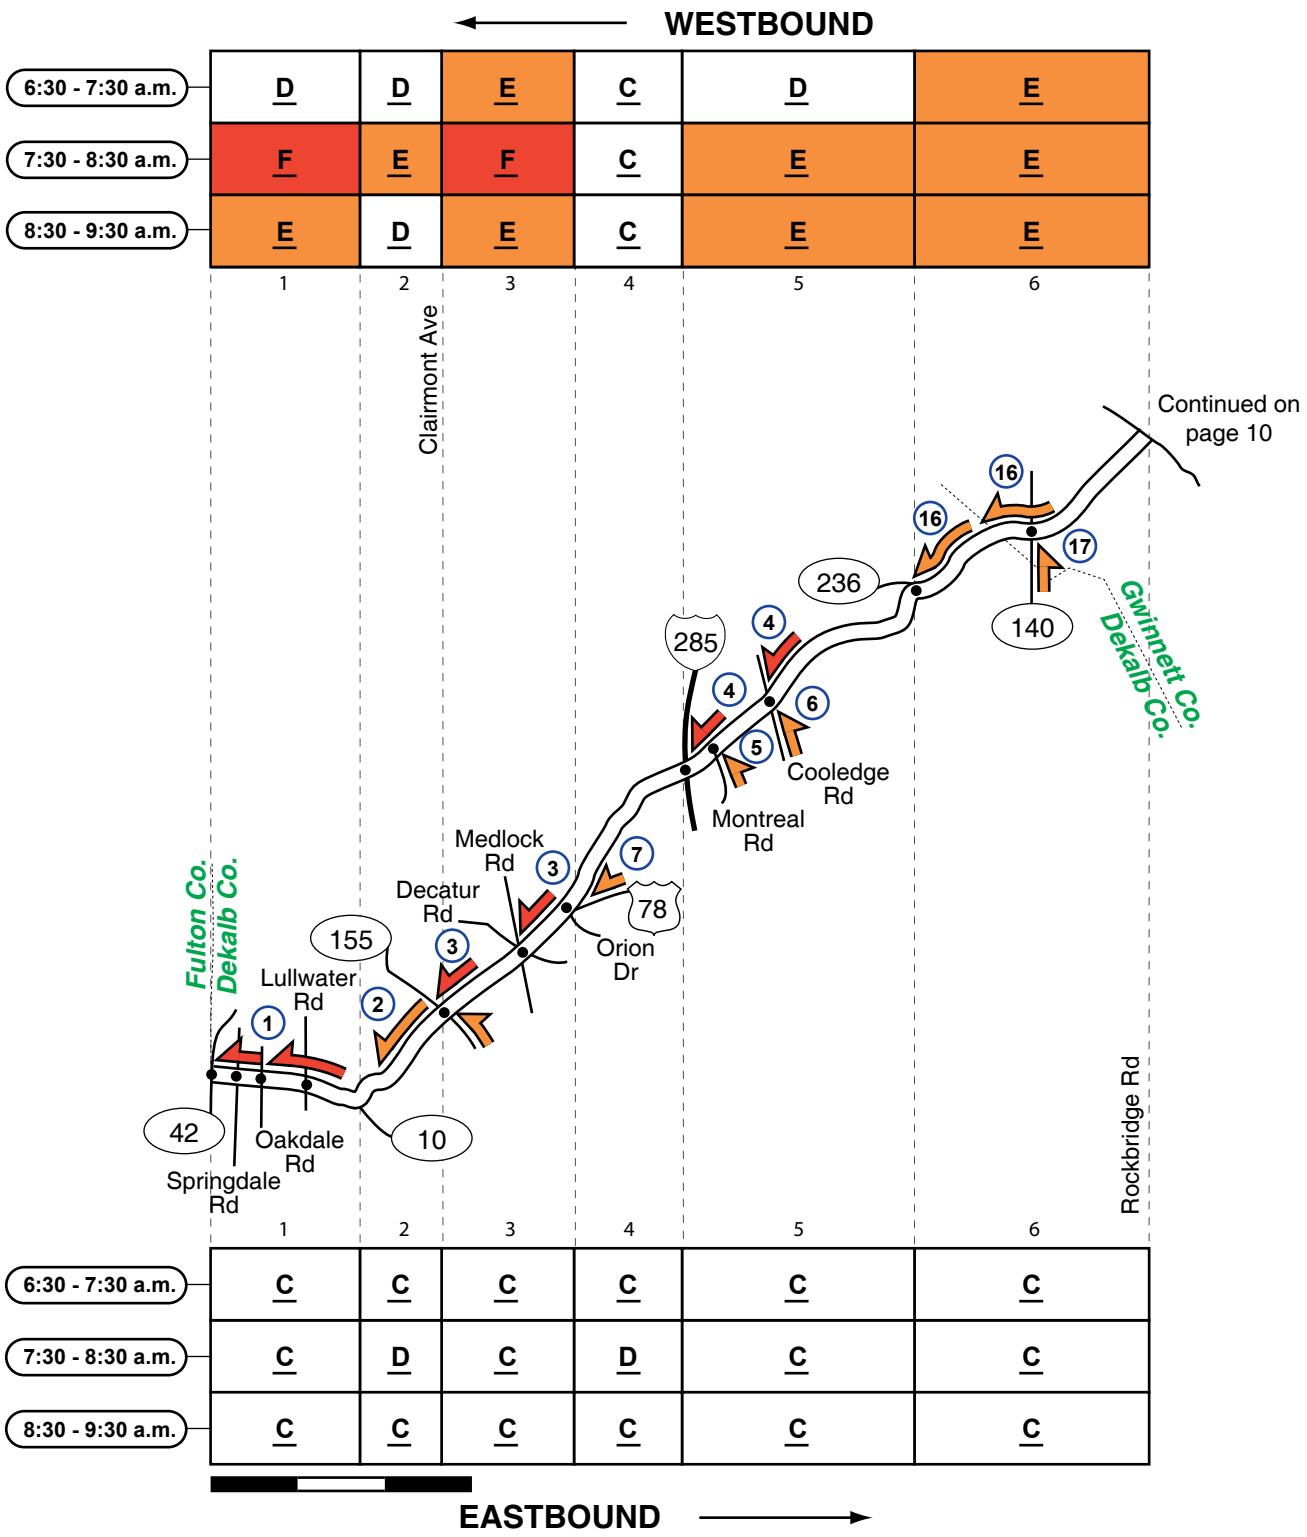 WESTBOUND
6:30 - 7:30 a.m. D D E C D E
7:30 - 8:30 a.m. F E F C E E
8:30 - 9:30 a.m. E D E C E E
1 2 3 4 5 6
Clairmont Ave
Continued on
page 10
16
16
17
236
140
Gwinnett Co.
Dekalb Co.
285
4
4
6
5
Cooledge
Rd
Montreal
Rd
Medlock
Rd
3
7
Decatur
Rd
78
155
3
Orion
Dr
Fulton Co.
Dekalb Co.
Lullwater
Rd
2
1
42
10
Oakdale
Rd
Springdale
Rd
Rockbridge Rd
1 2 3 4 5 6
6:30 - 7:30 a.m. C C C C C C
7:30 - 8:30 a.m. C D C D C C
8:30 - 9:30 a.m. C C C C C C
EASTBOUND